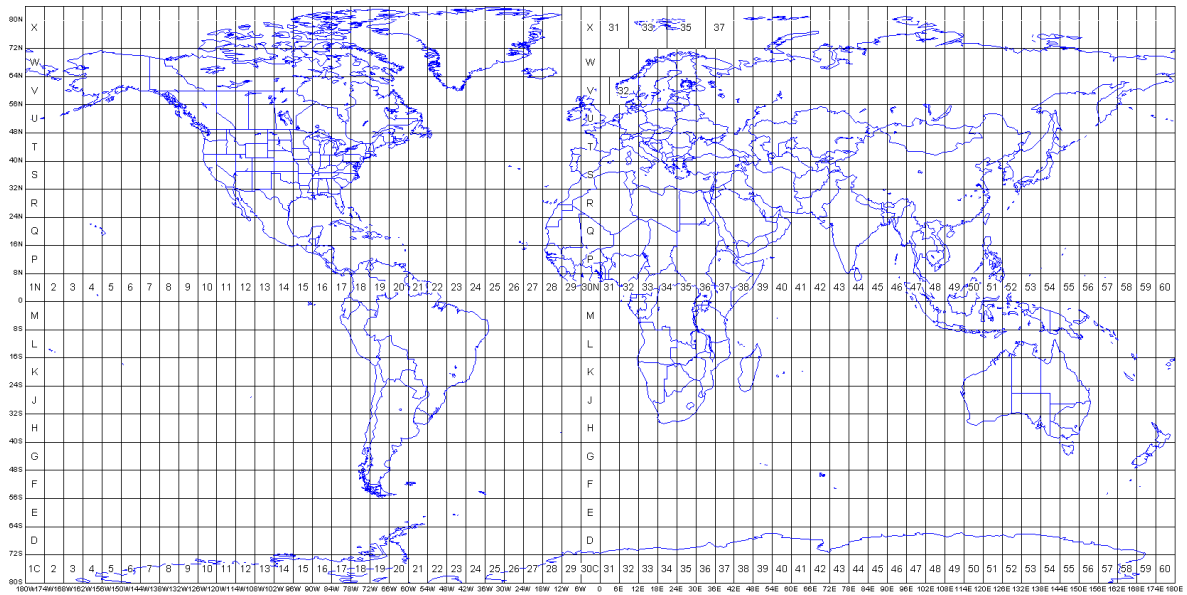 80N X X 31 33 35 37
72N
W W
64N
V V 32
56N
U U
48N
T T
40N
S S
32N
R R
24N
Q Q
16N
P P
8N
1N 2 3 4 5 6 7 8 9 10 11 12 13 14 15 16 17 18 19 20 21 22 23 24 25 26 27 28 29 30N 31 32 33 34 35 36 37 38 39 40 41 42 43 44 45 46 47 48 49 50 51 52 53 54 55 56 57 58 59 60
0
M M
8S
L L
16S
K K
24S
J J
32S
H H
40S
G G
48S
F F
56S
E E
64S
D D
72S
1C 2 3 4 5 6 7 8 9 10 11 12 13 14 15 16 17 18 19 20 21 22 23 24 25 26 27 28 29 30C 31 32 33 34 35 36 37 38 39 40 41 42 43 44 45 46 47 48 49 50 51 52 53 54 55 56 57 58 59 60
80S
180W 174W 168W 162W 156W 150W 144W 138W 132W 126W 120W 114W 108W 102W 96W 90W 84W 78W 72W 66W 60W 54W 48W 42W 36W 30W 24W 18W 12W 6W 0 6E 12E 18E 24E 30E 36E 42E 48E 54E 60E 66E 72E 78E 84E 90E 96E 102E 108E 114E 120E 126E 132E 138E 144E 150E 156E 162E 168E 174E 180E